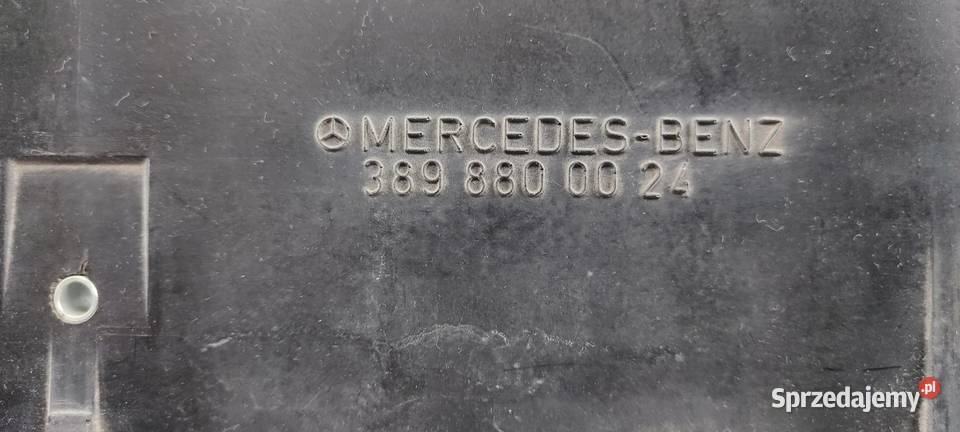 MERCEDES-BENZ
389 880 00 24
Sprzedajemy.pl